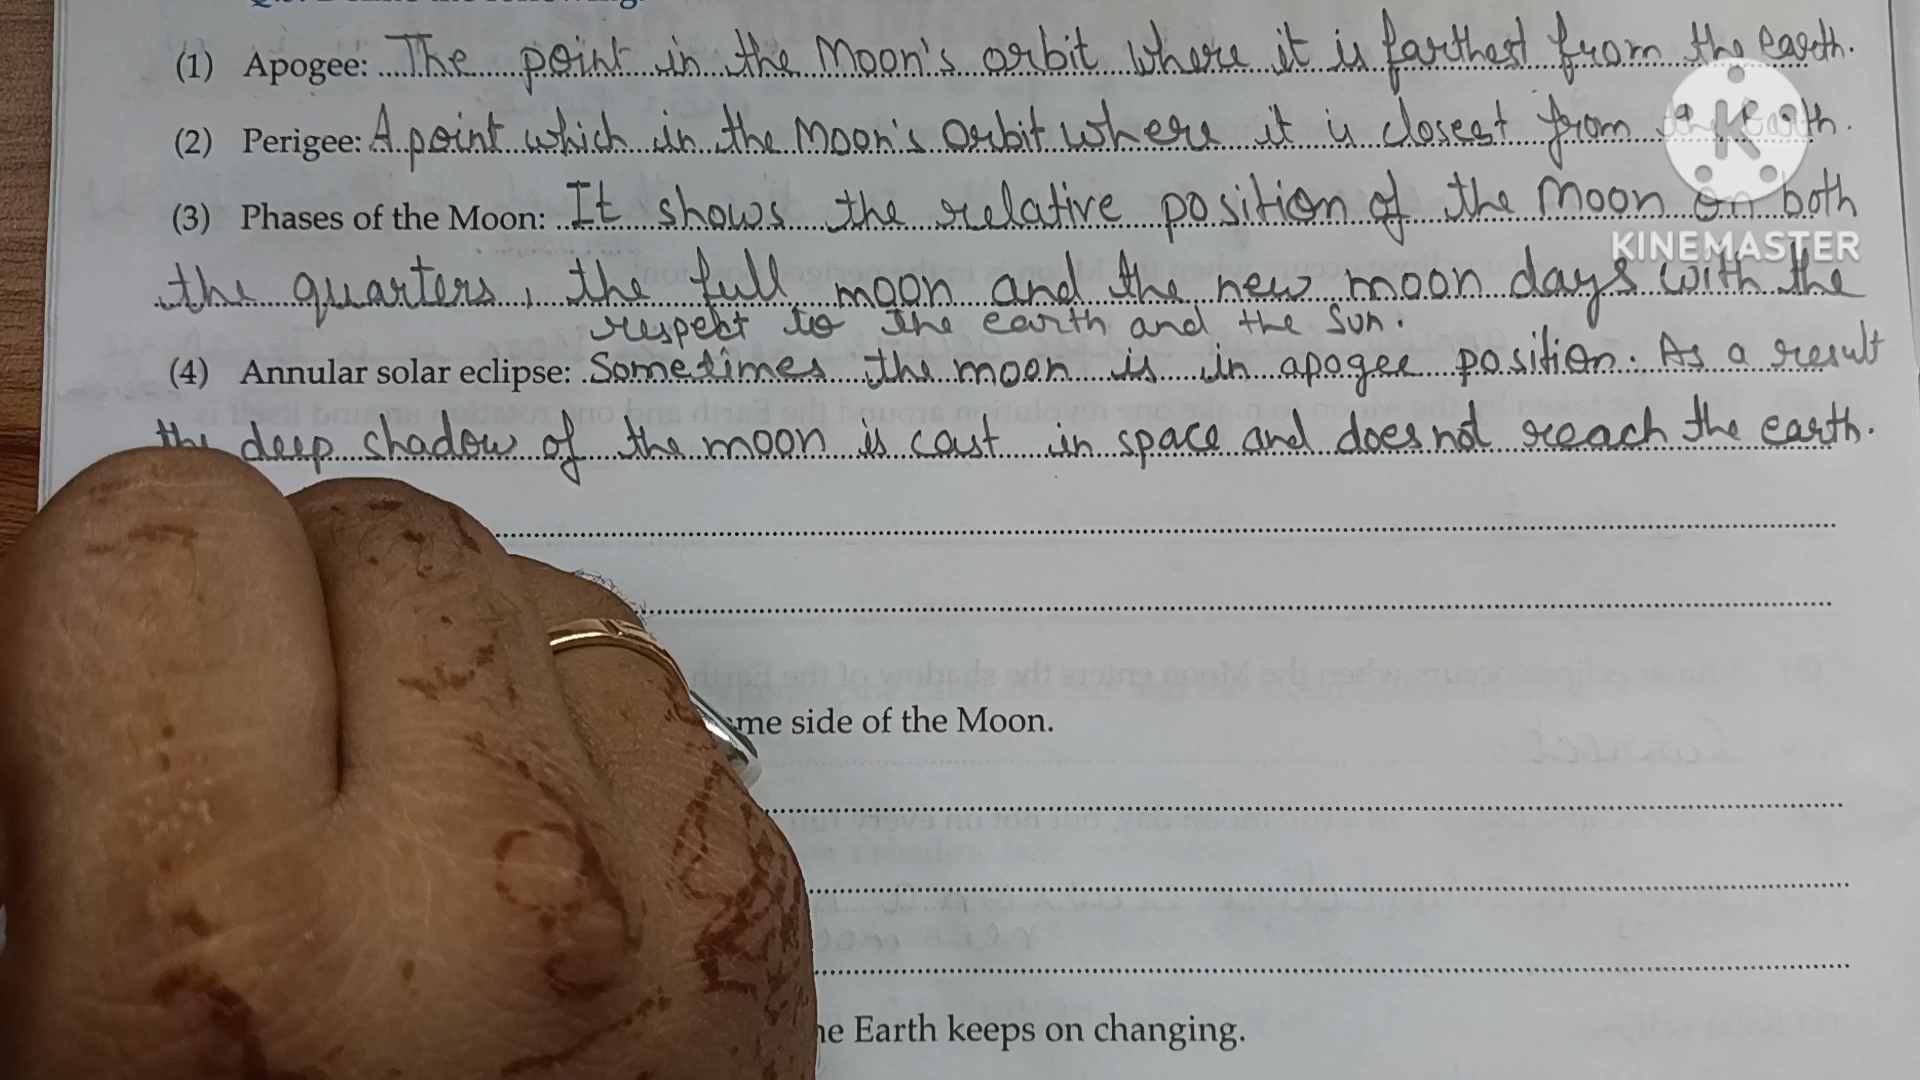 (1) Apogee: The point in the Moon's orbit where it is farthest from the earth.
(2) Perigee: A point which in the Moon's Orbit where it is closest from Earth.
(3) Phases of the Moon: It shows the relative position of the Moon on both
the quarters, the full moon and the new moon days with the
respekt to the earth and the Sun.
(4) Annular solar eclipse: Sometimes the moon is in apogee position. As a result
the deep shadow of the moon is cast in space and does not reach the earth.
me side of the Moon.
he Earth keeps on changing.
KINEMASTER